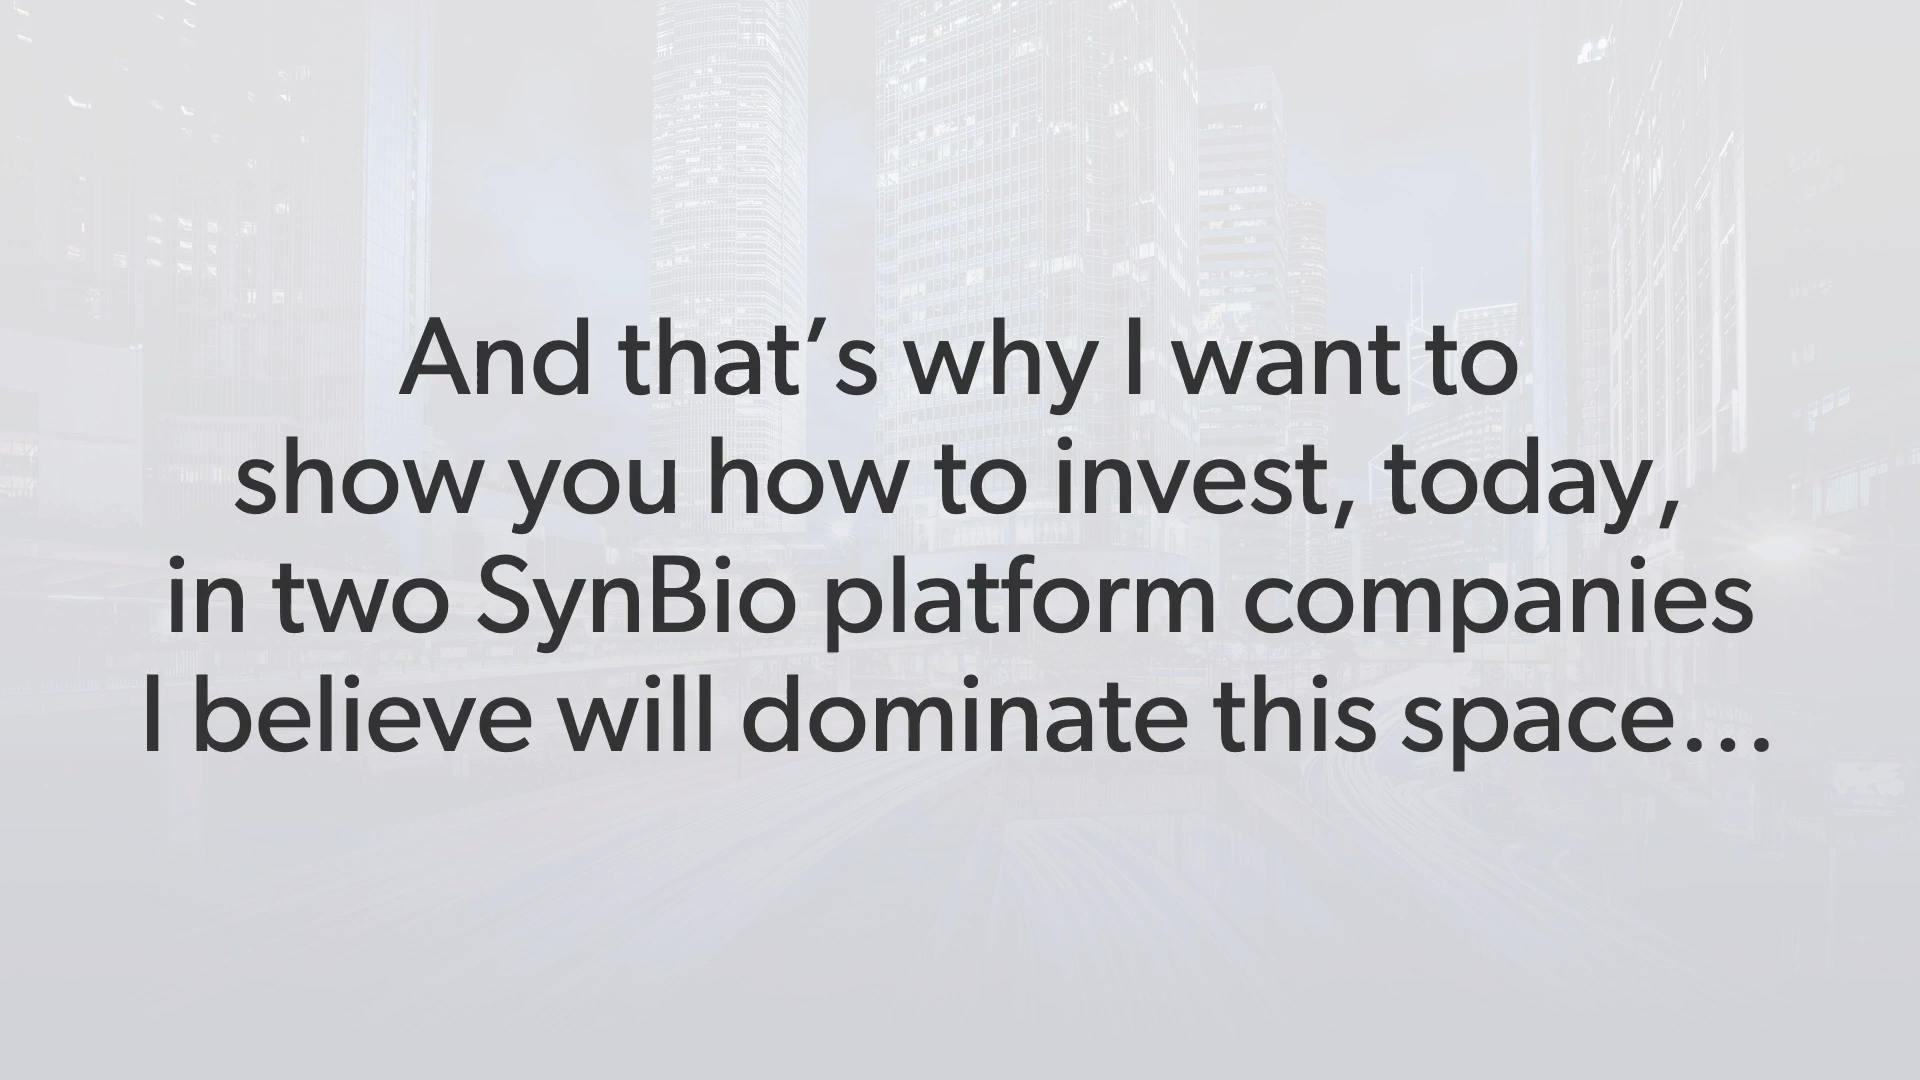 And that’s why I want to
show you how to invest, today,
in two SynBio platform companies
I believe will dominate this space...